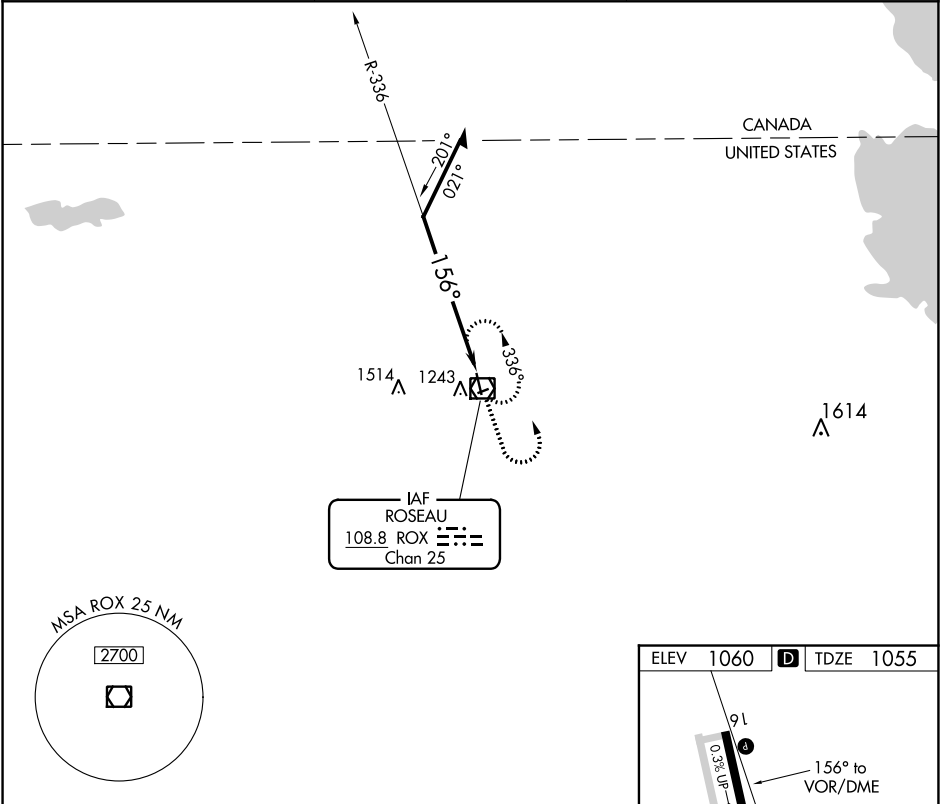 R-336
CANADA
UNITED STATES
201°
021°
156°
336°
1514
1243
1614
IAF
ROSEAU
108.8 ROX
Chan 25
MSA ROX 25 NM
2700
ELEV 1060 D TDZE 1055
16
P
0.3% UP
156° to
VOR/DME